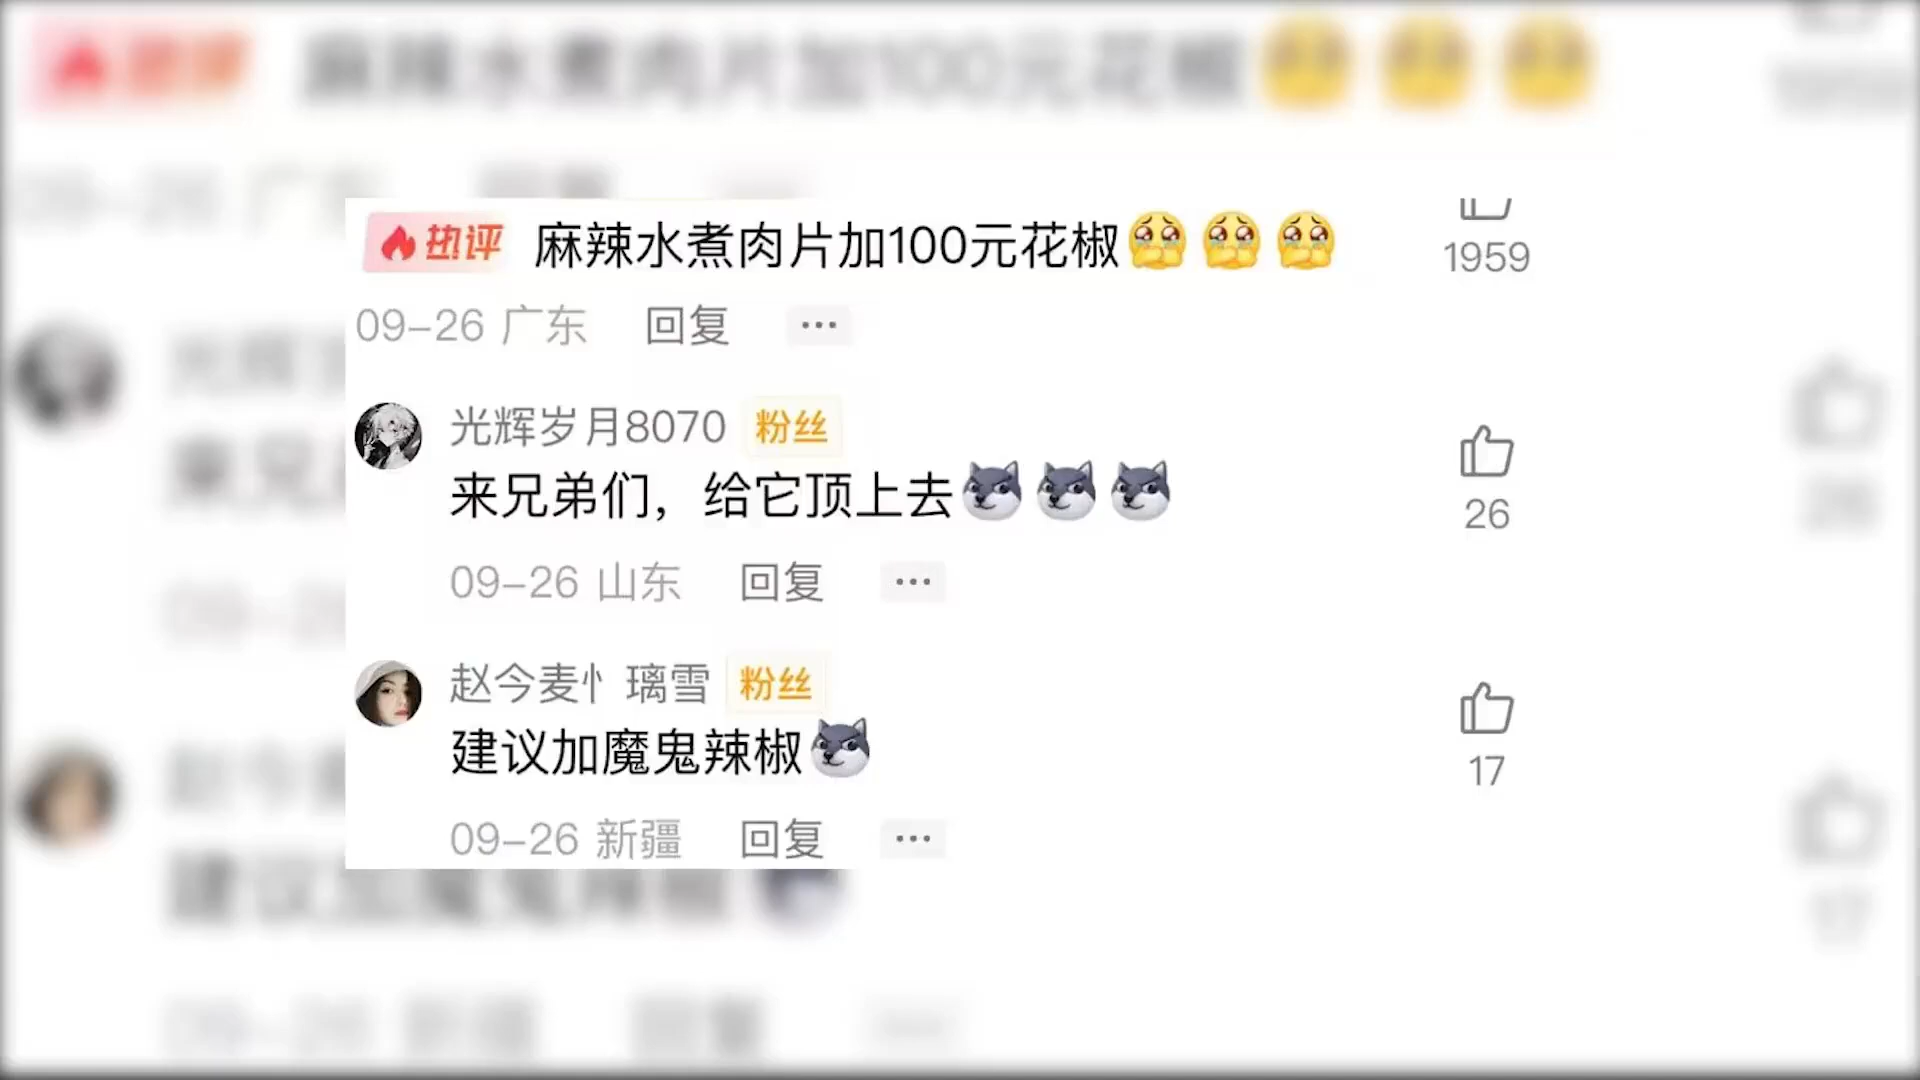 热评 麻辣水煮肉片加100元花椒
1959
09-26 广东 回复
光辉岁月8070 粉丝
来兄弟们，给它顶上去
26
09-26 山东 回复
赵今麦忄 璃雪 粉丝
建议加魔鬼辣椒
17
09-26 新疆 回复